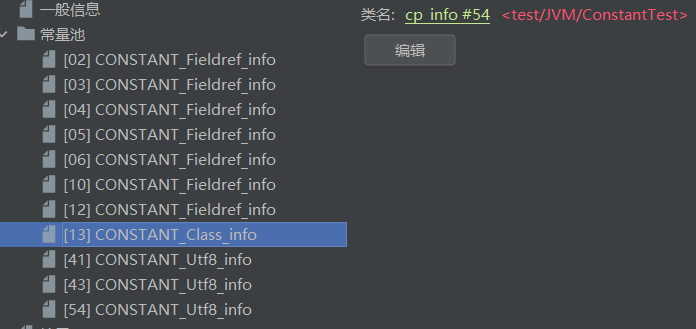 一般信息
常量池
[02] CONSTANT_Fieldref_info
[03] CONSTANT_Fieldref_info
[04] CONSTANT_Fieldref_info
[05] CONSTANT_Fieldref_info
[06] CONSTANT_Fieldref_info
[10] CONSTANT_Fieldref_info
[12] CONSTANT_Fieldref_info
[13] CONSTANT_Class_info
[41] CONSTANT_Utf8_info
[43] CONSTANT_Utf8_info
[54] CONSTANT_Utf8_info
类名: cp_info #54 <test/JVM/ConstantTest>
编辑